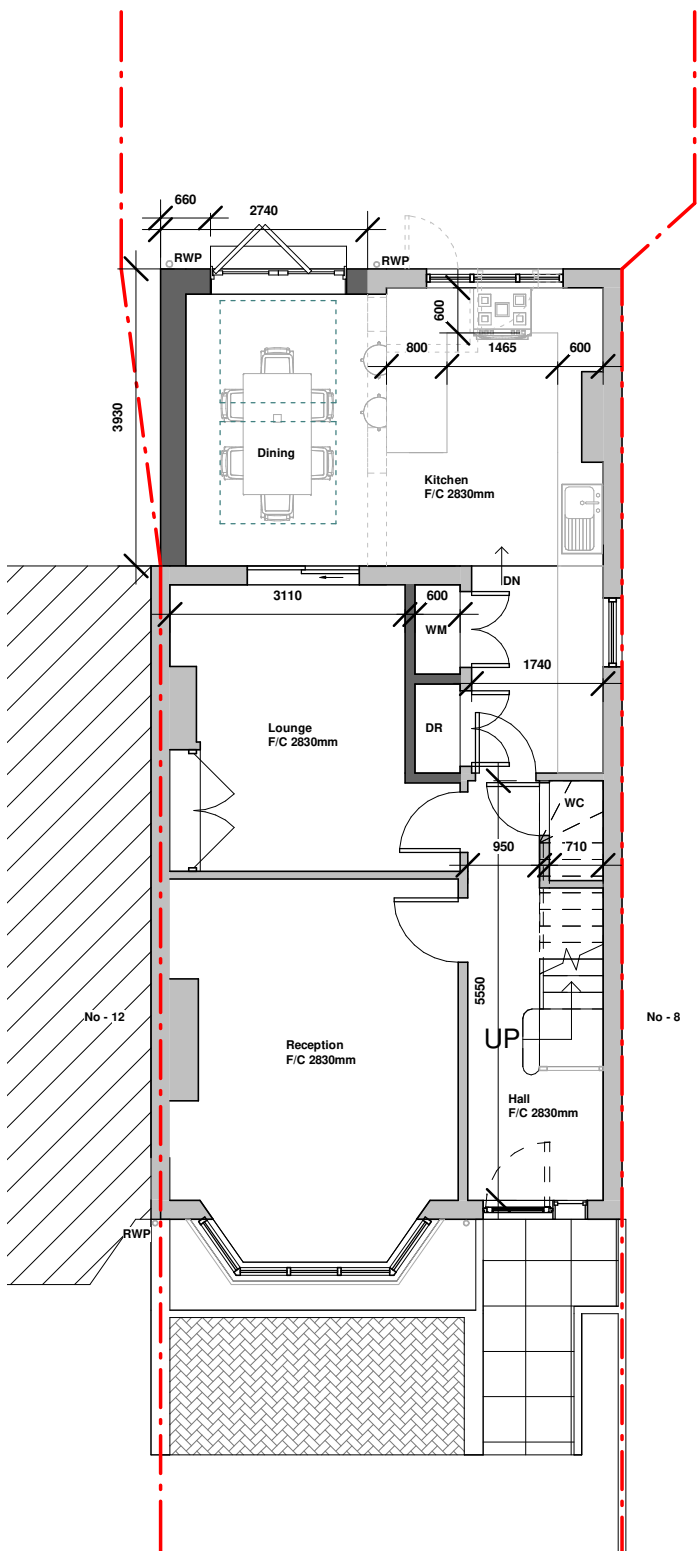 660
2740
RWP
RWP
600
800
1465
600
3930
Dining
Kitchen
F/C 2830mm
DN
3110
600
WM
1740
DR
Lounge
F/C 2830mm
WC
950
710
5550
No - 12
No - 8
UP
Reception
F/C 2830mm
Hall
F/C 2830mm
RWP